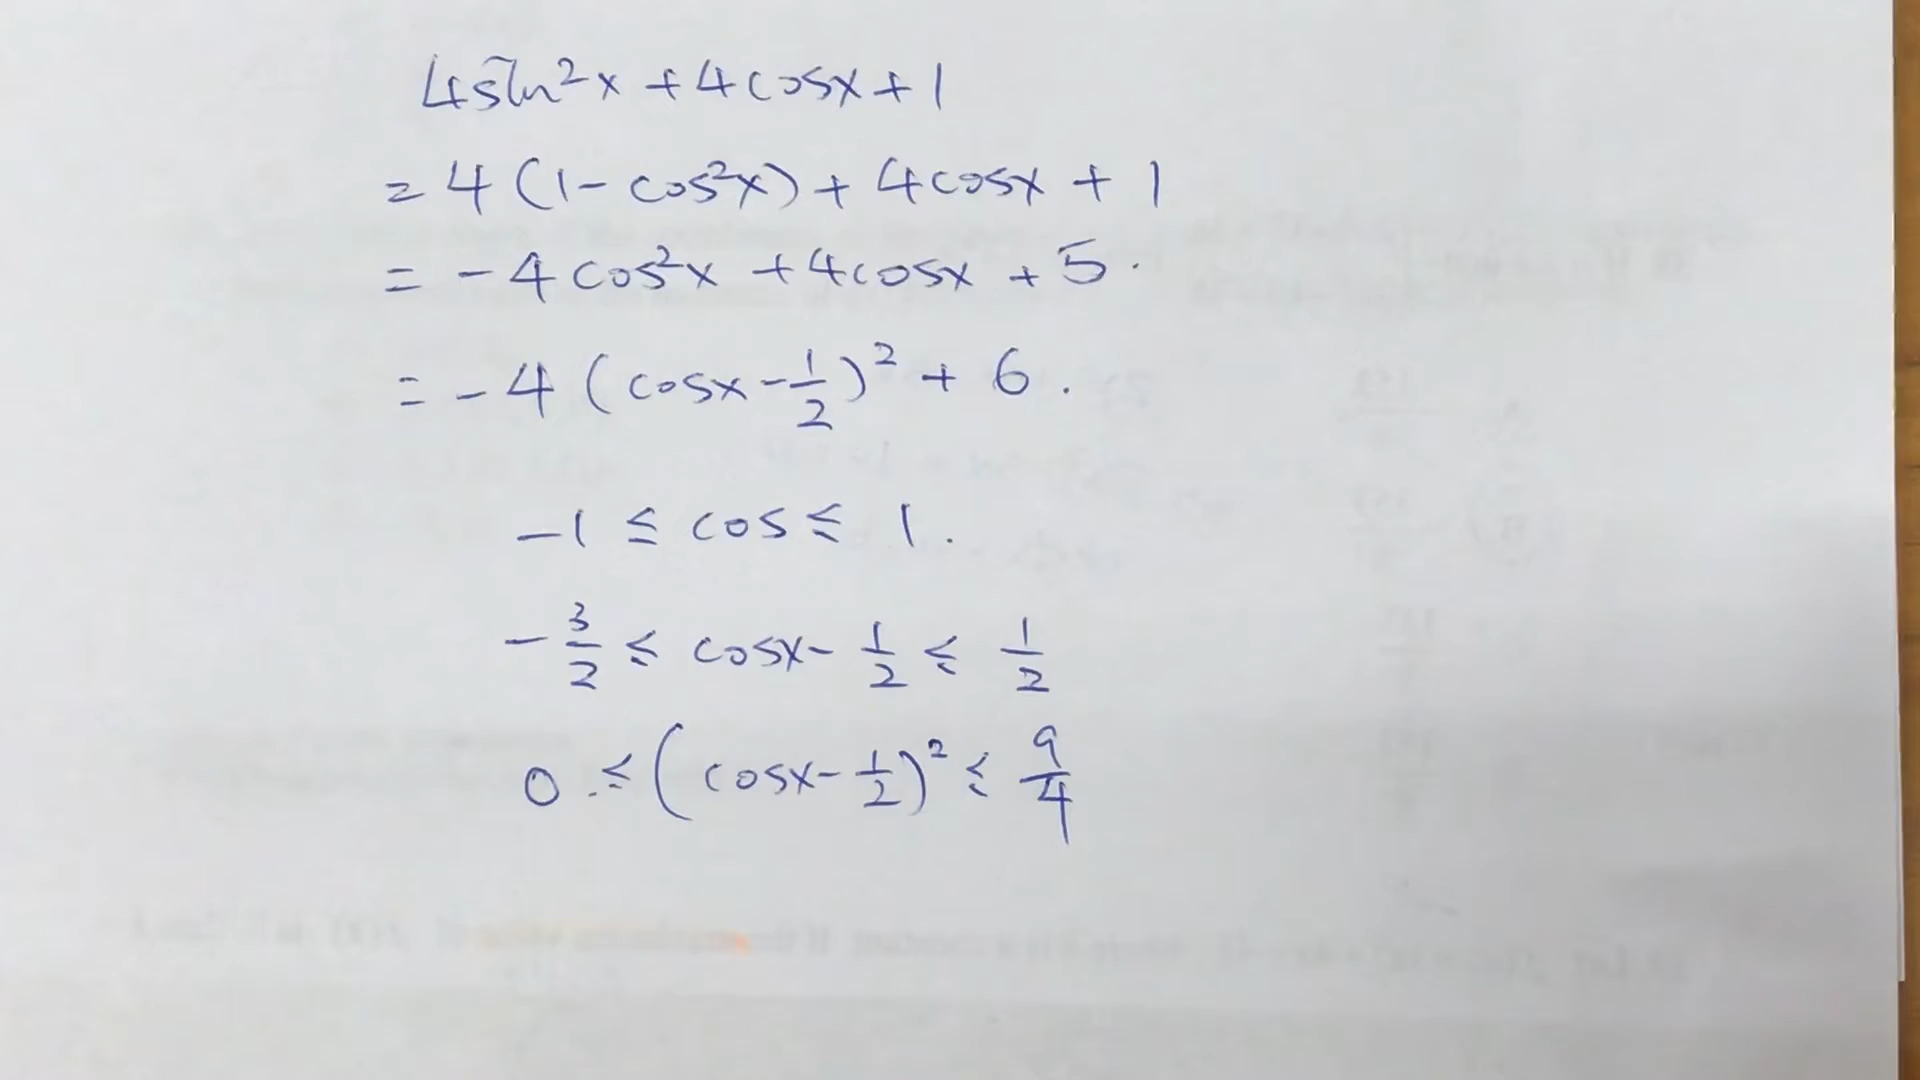 4sin²x + 4cosx + 1
= 4(1 - cos²x) + 4cosx + 1
= -4cos²x + 4cosx + 5.
= -4(cosx - 1/2)² + 6.
-1 ≤ cos ≤ 1.
-3/2 ≤ cosx - 1/2 ≤ 1/2
0 ≤ (cosx - 1/2)² ≤ 9/4